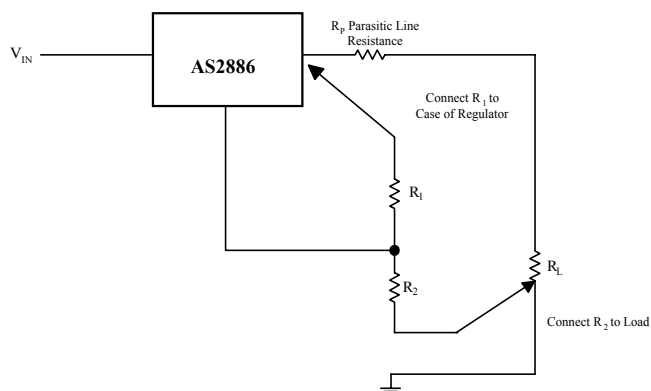 R_P Parasitic Line
Resistance
V_IN
AS2886
Connect R_1 to
Case of Regulator
R_1
R_2
R_L
Connect R_2 to Load